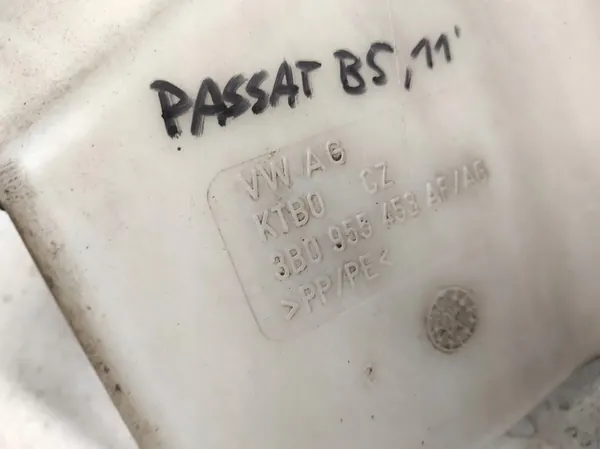 PASSAT B5, 11'
VW AG
KTBO CZ
3B0 955 453 AF/AG
>PP/PE<